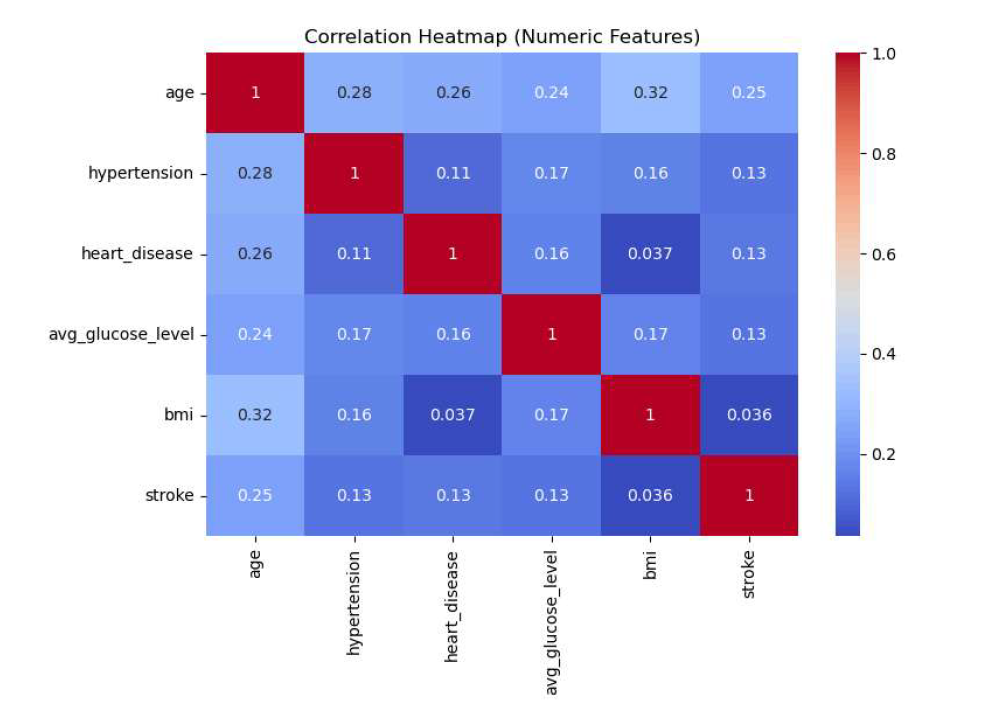 Correlation Heatmap (Numeric Features)
age 1 0.28 0.26 0.24 0.32 0.25
hypertension 0.28 1 0.11 0.17 0.16 0.13
heart_disease 0.26 0.11 1 0.16 0.037 0.13
avg_glucose_level 0.24 0.17 0.16 1 0.17 0.13
bmi 0.32 0.16 0.037 0.17 1 0.036
stroke 0.25 0.13 0.13 0.13 0.036 1
age
hypertension
heart_disease
avg_glucose_level
bmi
stroke
1.0
0.8
0.6
0.4
0.2